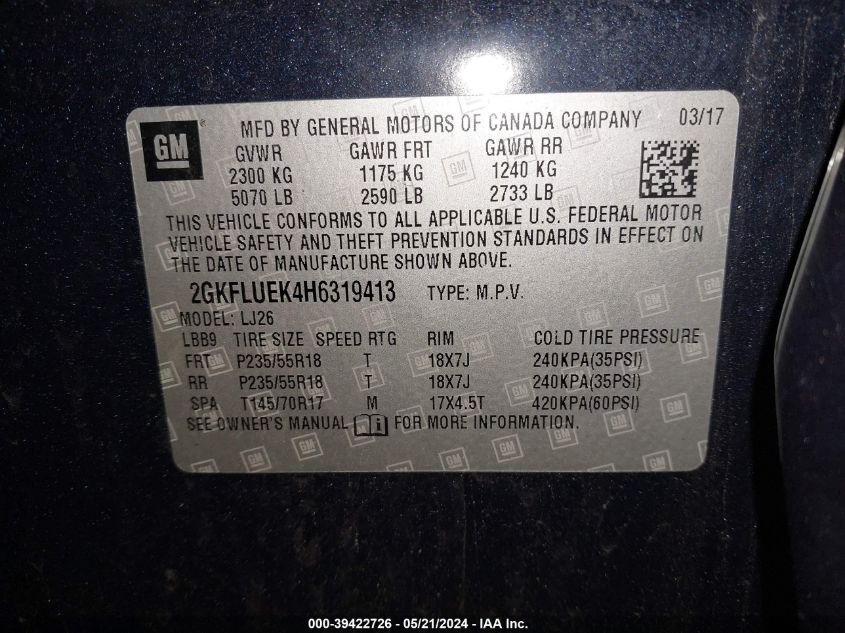 GM ® MFD BY GENERAL MOTORS OF CANADA COMPANY 03/17
GVWR GAWR FRT GAWR RR
2300 KG 1175 KG 1240 KG
5070 LB 2590 LB 2733 LB
THIS VEHICLE CONFORMS TO ALL APPLICABLE U.S. FEDERAL MOTOR
VEHICLE SAFETY AND THEFT PREVENTION STANDARDS IN EFFECT ON
THE DATE OF MANUFACTURE SHOWN ABOVE.
2GKFLUEK4H6319413 TYPE: M.P.V.
MODEL: LJ26
LBB9 TIRE SIZE SPEED RTG RIM COLD TIRE PRESSURE
FRT P235/55R18 T 18X7J 240KPA(35PSI)
RR P235/55R18 T 18X7J 240KPA(35PSI)
SPA T145/70R17 M 17X4.5T 420KPA(60PSI)
SEE OWNER'S MANUAL FOR MORE INFORMATION.
000-39422726 - 05/21/2024 - IAA Inc.